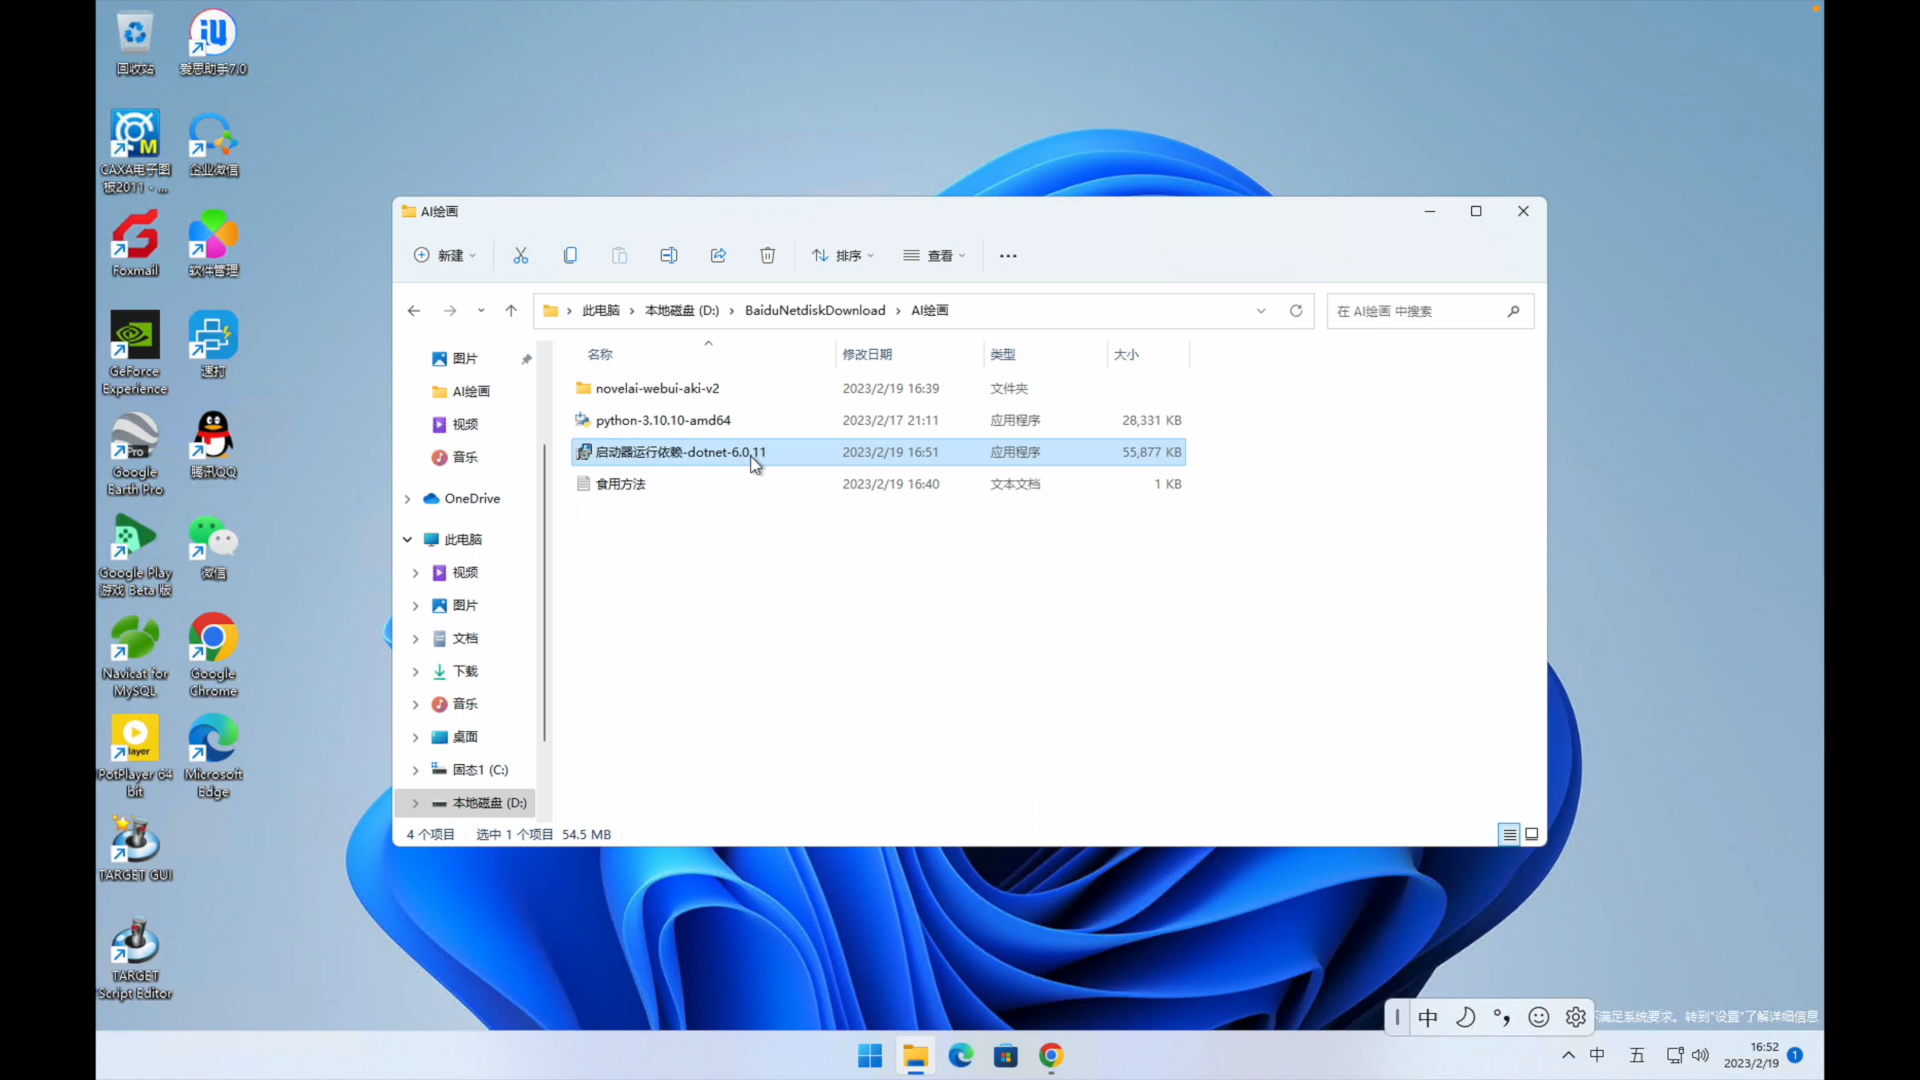 回收站
爱思助手7.0
CAXA电子图
板2011 - ...
企业微信
Foxmail
软件管理
GeForce
Experience
速打
Google
Earth Pro
腾讯QQ
Google Play
游戏 Beta 版
微信
Navicat for
MySQL
Google
Chrome
PotPlayer 64
bit
Microsoft
Edge
TARGET GUI
TARGET
Script Editor
AI绘画
新建
排序
查看
此电脑
本地磁盘 (D:)
BaiduNetdiskDownload
AI绘画
在 AI绘画 中搜索
图片
AI绘画
视频
音乐
OneDrive
此电脑
视频
图片
文档
下载
音乐
桌面
固态1 (C:)
本地磁盘 (D:)
名称 修改日期 类型 大小
novelai-webui-aki-v2 2023/2/19 16:39 文件夹
python-3.10.10-amd64 2023/2/17 21:11 应用程序 28,331 KB
启动器运行依赖-dotnet-6.0.11 2023/2/19 16:51 应用程序 55,877 KB
食用方法 2023/2/19 16:40 文本文档 1 KB
4 个项目 选中 1 个项目 54.5 MB
中
满足系统要求。转到"设置"了解详细信息
中 五 16:52
2023/2/19 1